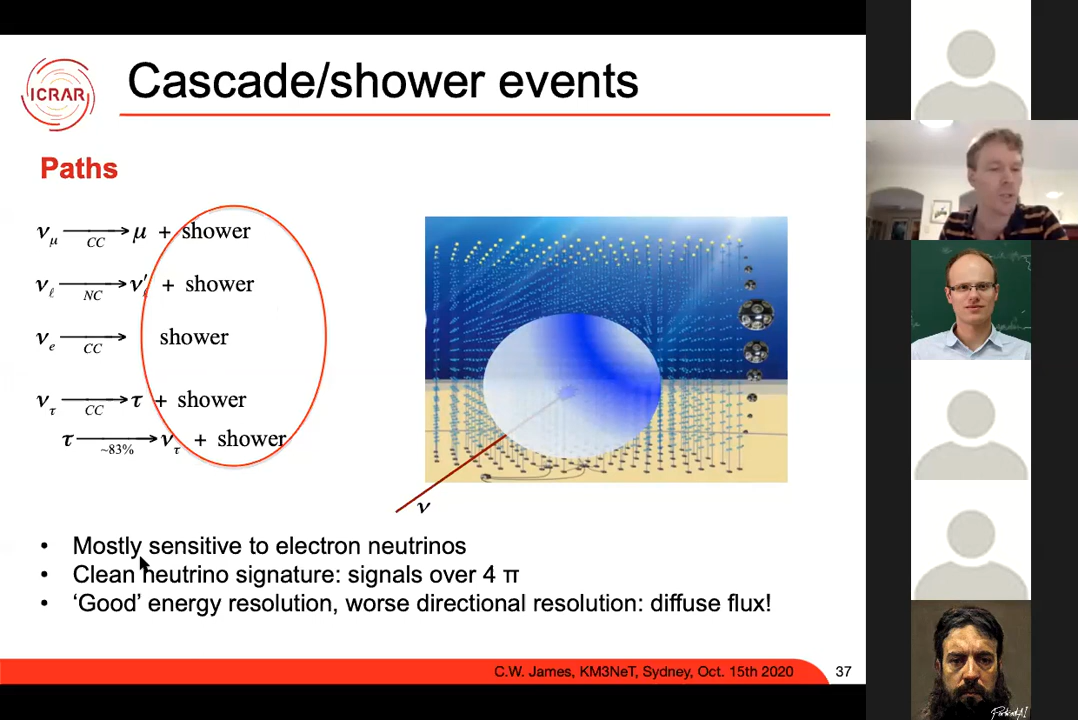 ICRAR
Cascade/shower events
Paths
ν_μ ⟶ μ + shower
CC
ν_ℓ ⟶ ν′_ℓ + shower
NC
ν_e ⟶ shower
CC
ν_τ ⟶ τ + shower
CC
τ ⟶ ν_τ + shower
~83%
ν
• Mostly sensitive to electron neutrinos
• Clean neutrino signature: signals over 4 π
• ‘Good’ energy resolution, worse directional resolution: diffuse flux!
C.W. James, KM3NeT, Sydney, Oct. 15th 2020
37